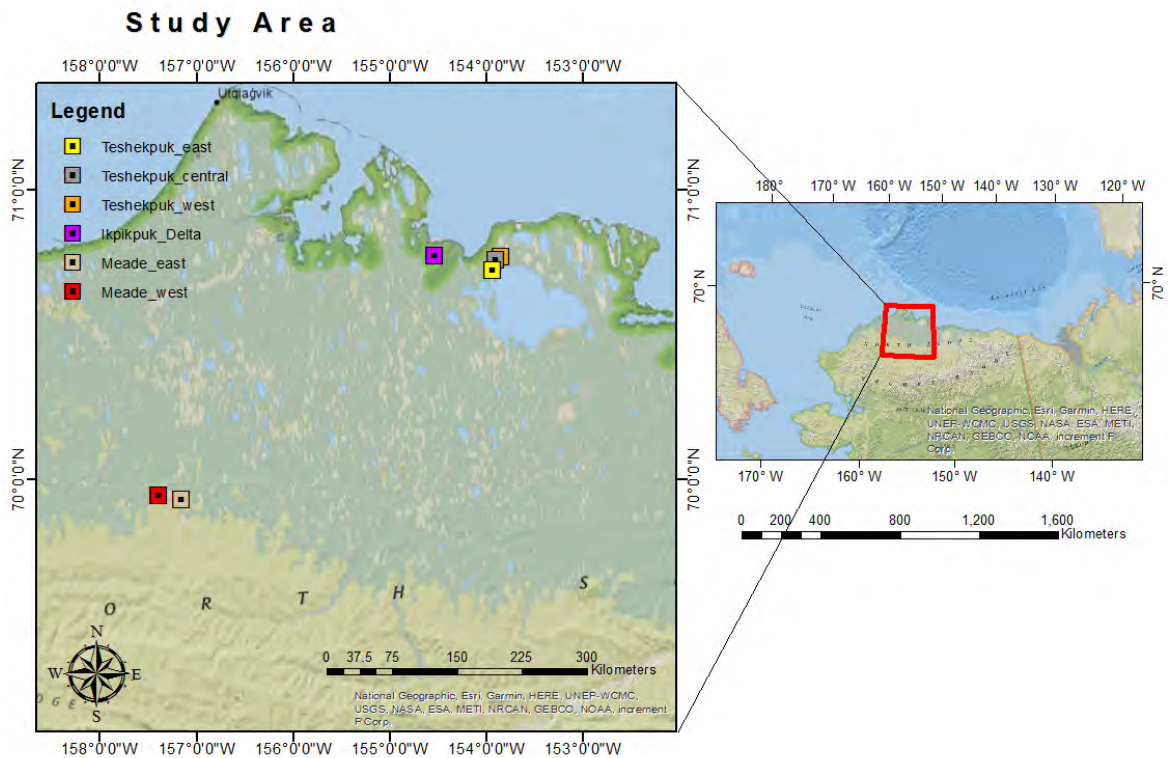 Study Area
158°0'0"W 157°0'0"W 156°0'0"W 155°0'0"W 154°0'0"W 153°0'0"W
Utqiaġvik
Legend
Teshekpuk_east
Teshekpuk_central
Teshekpuk_west
Ikpikpuk_Delta
Meade_east
Meade_west
71°0'0"N
71°0'0"N
70°0'0"N
70°0'0"N
O R T H S
N
W E
S
D G E
0 37.5 75 150 225 300
Kilometers
National Geographic, Esri, Garmin, HERE, UNEP-WCMC,
USGS, NASA, ESA, METI, NRCAN, GEBCO, NOAA, increment
P Corp.
158°0'0"W 157°0'0"W 156°0'0"W 155°0'0"W 154°0'0"W 153°0'0"W
180° 170° W 160° W 150° W 140° W 130° W 120° W
70° N
70° N
National Geographic, Esri, Garmin, HERE,
UNEP-WCMC, USGS, NASA, ESA, METI,
NRCAN, GEBCO, NOAA, increment P
Corp.
170° W 160° W 150° W 140° W
0 200 400 800 1,200 1,600
Kilometers